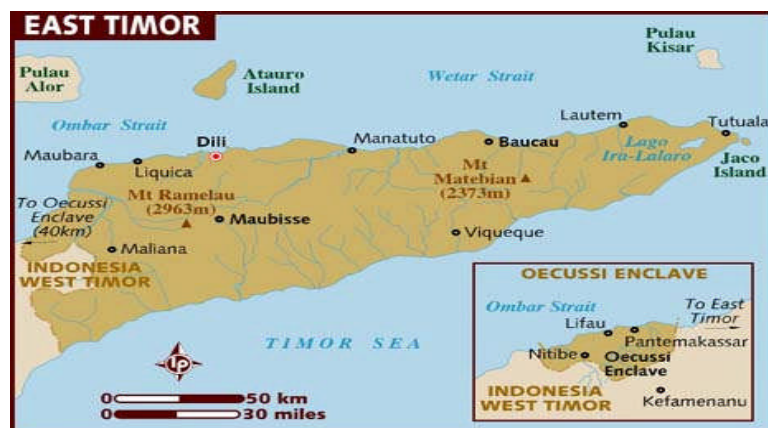 EAST TIMOR
Pulau
Kisar
Pulau
Alor
Atauro
Island
Wetar Strait
Ombar Strait
Lautem
Tutuala
Dili
Manatuto
Baucau
Maubara
Liquica
Lago
Ira-Lalaro
Jaco
Island
Mt
Matebian
(2373m)
Mt Ramelau
(2963m)
To Oecussi
Enclave
(40km)
Maubisse
Viqueque
Maliana
INDONESIA
WEST TIMOR
OECUSSI ENCLAVE
Ombar Strait
To East
Timor
Lifau
Pantemakassar
Nitibe
Oecussi
Enclave
INDONESIA
WEST TIMOR
Kefamenanu
TIMOR SEA
LP
0 50 km
0 30 miles